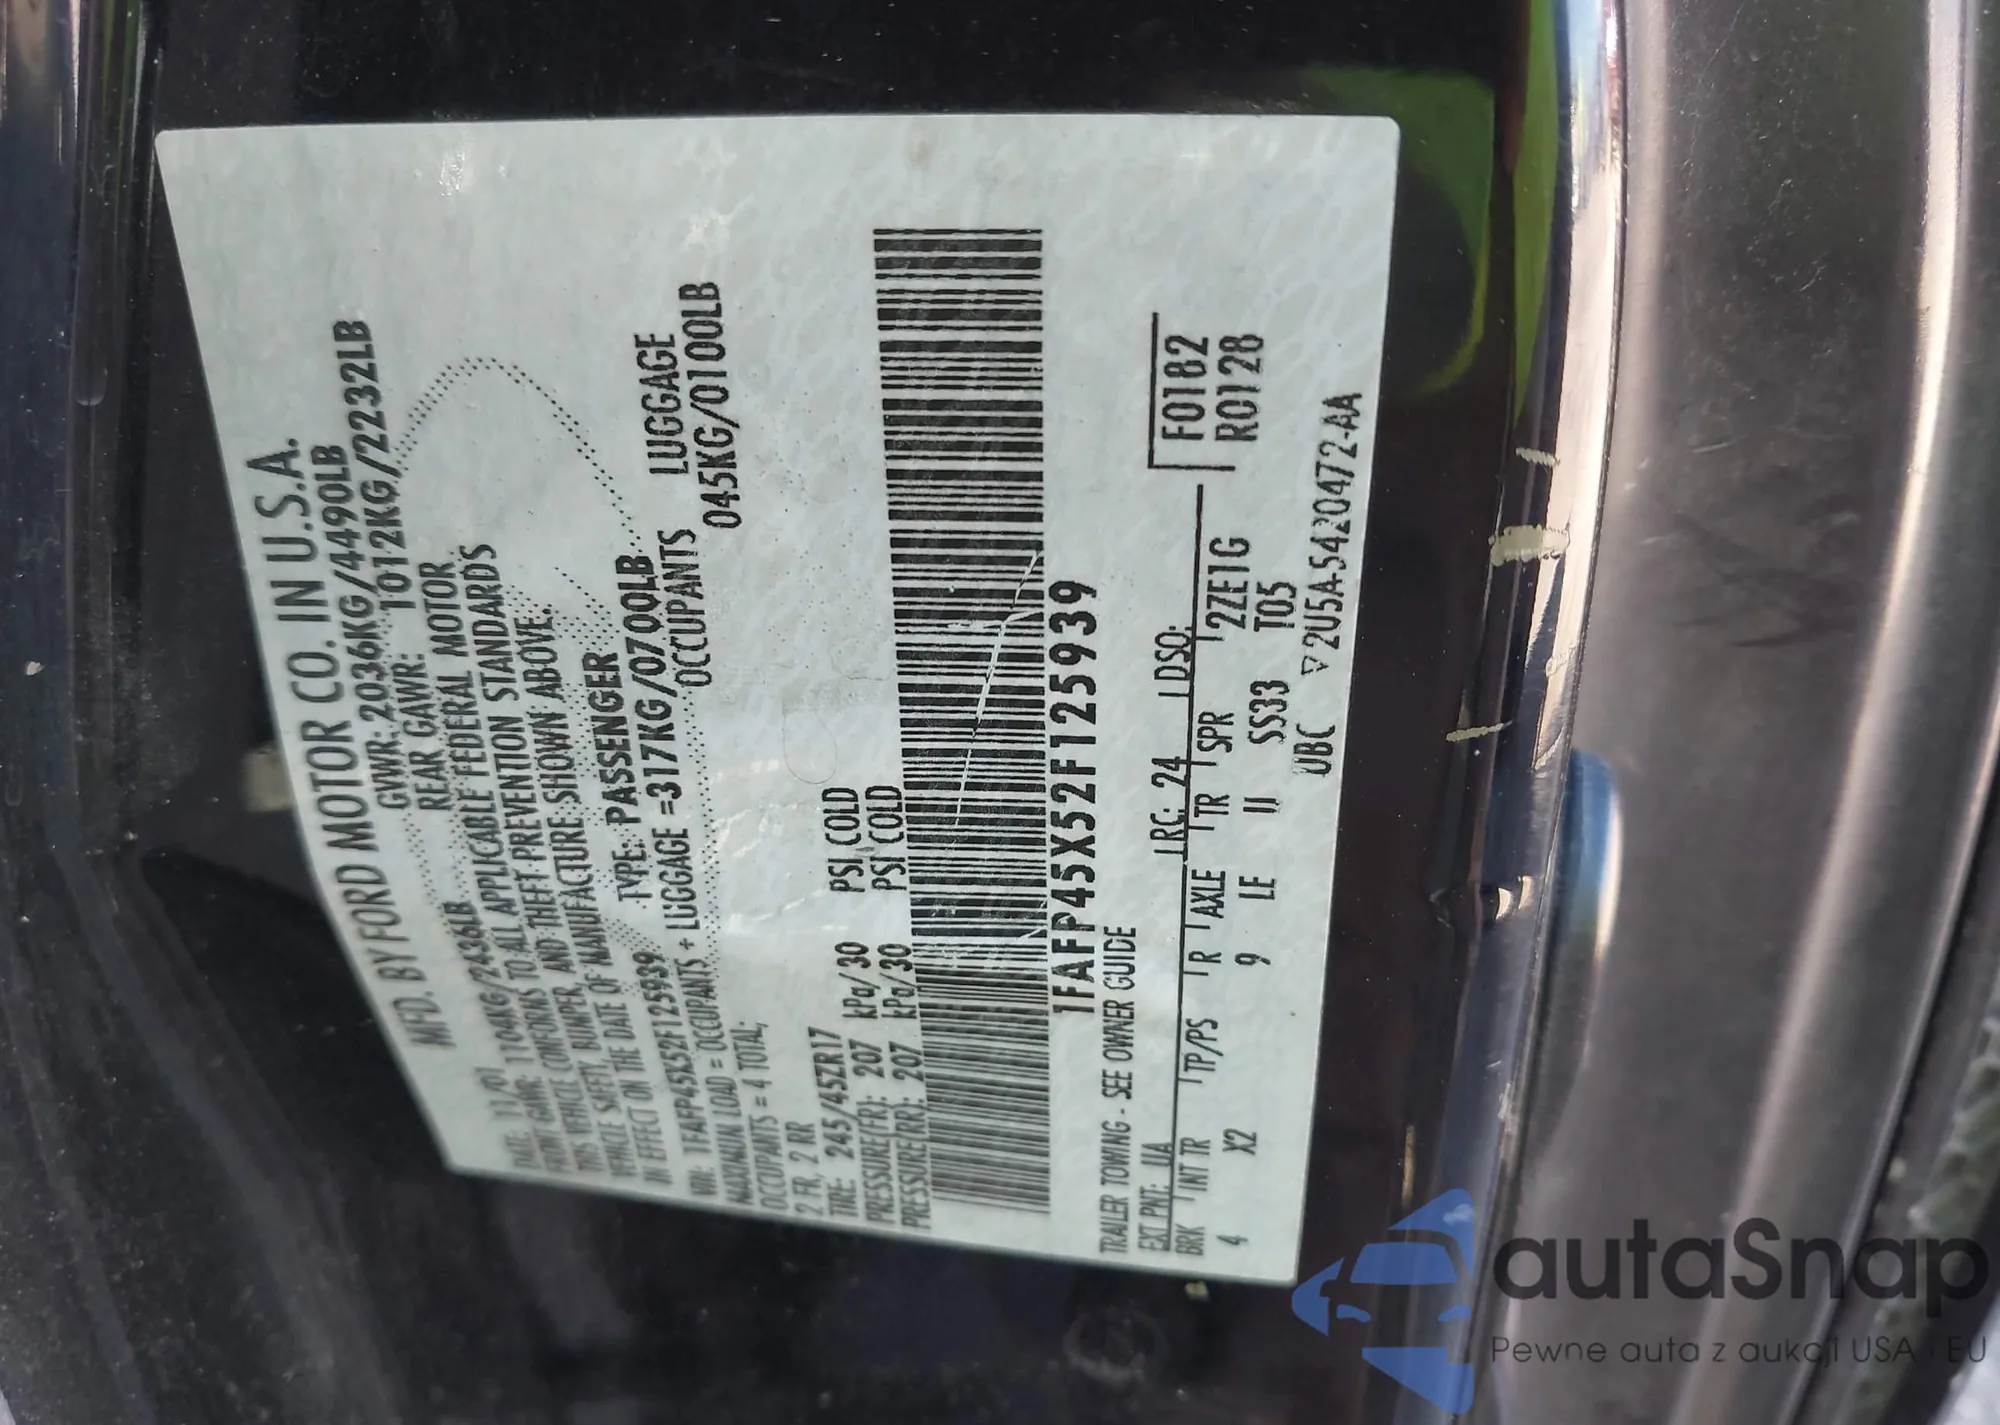 MFD. BY FORD MOTOR CO. IN U.S.A.
DATE: 11/01 GVWR: 2036KG/4490LB
FRONT GAWR: 1104KG/2436LB REAR GAWR: 1012KG/2232LB
THIS VEHICLE CONFORMS TO ALL APPLICABLE FEDERAL MOTOR
VEHICLE SAFETY, BUMPER, AND THEFT PREVENTION STANDARDS
IN EFFECT ON THE DATE OF MANUFACTURE SHOWN ABOVE.
VIN: 1FAFP45X52F125939 TYPE: PASSENGER
MAXIMUM LOAD = OCCUPANTS + LUGGAGE =317KG/0700LB
OCCUPANTS = 4 TOTAL; OCCUPANTS LUGGAGE
2 FR, 2 RR 045KG/0100LB
TIRE: 245/45ZR17
PRESSURE(FR): 207 kPa/30 PSI COLD
PRESSURE(RR): 207 kPa/30 PSI COLD
1FAFP45X52F125939
TRAILER TOWING - SEE OWNER GUIDE
EXT PNT: UA RC: 24 DSO: F0182
BRK INT TR TP/PS R AXLE TR SPR 2ZE1G R0128
4 X2 9 LE II SS33 T05
UBC ▽2U5A-5420472-AA
autaSnap
Pewne auta z aukcji USA i EU